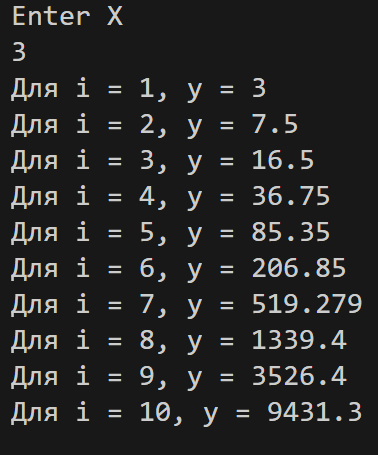 Enter X
3
Для i = 1, y = 3
Для i = 2, y = 7.5
Для i = 3, y = 16.5
Для i = 4, y = 36.75
Для i = 5, y = 85.35
Для i = 6, y = 206.85
Для i = 7, y = 519.279
Для i = 8, y = 1339.4
Для i = 9, y = 3526.4
Для i = 10, y = 9431.3